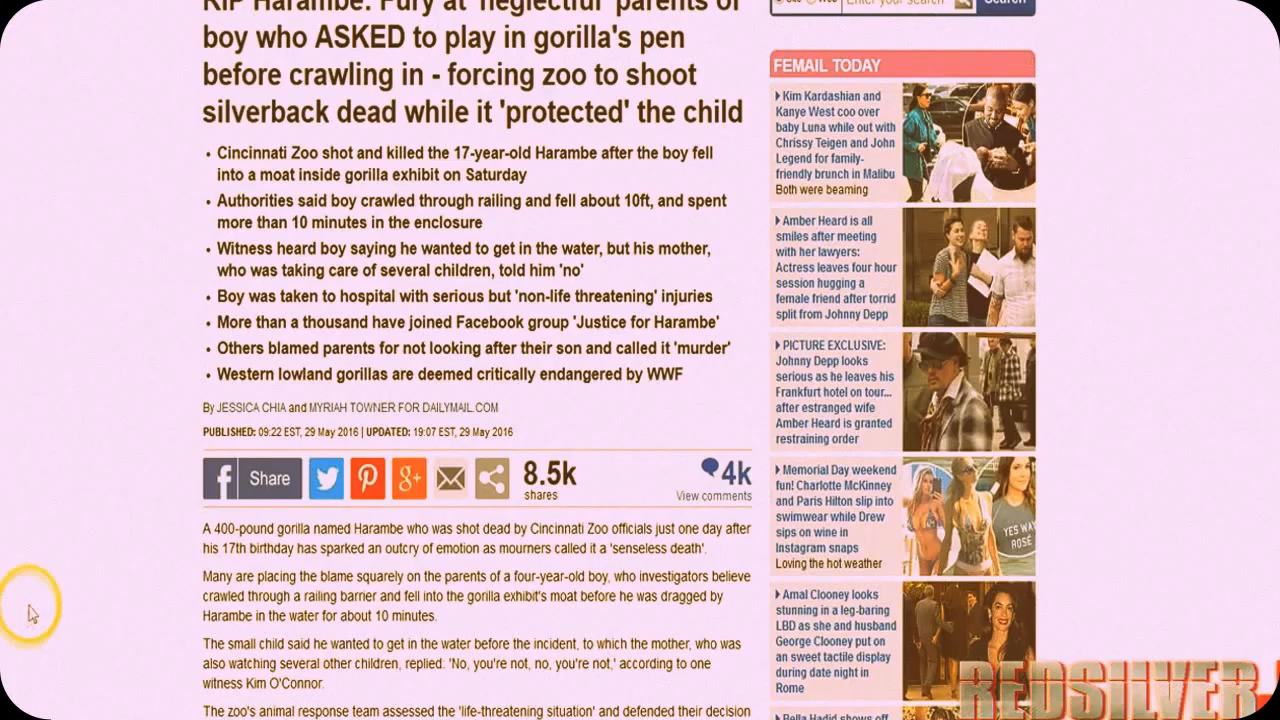 RIP Harambe: Fury at 'neglectful' parents of
boy who ASKED to play in gorilla's pen
before crawling in - forcing zoo to shoot
silverback dead while it 'protected' the child
• Cincinnati Zoo shot and killed the 17-year-old Harambe after the boy fell
into a moat inside gorilla exhibit on Saturday
• Authorities said boy crawled through railing and fell about 10ft, and spent
more than 10 minutes in the enclosure
• Witness heard boy saying he wanted to get in the water, but his mother,
who was taking care of several children, told him 'no'
• Boy was taken to hospital with serious but 'non-life threatening' injuries
• More than a thousand have joined Facebook group 'Justice for Harambe'
• Others blamed parents for not looking after their son and called it 'murder'
• Western lowland gorillas are deemed critically endangered by WWF
By JESSICA CHIA and MYRIAH TOWNER FOR DAILYMAIL.COM
PUBLISHED: 09:22 EST, 29 May 2016 | UPDATED: 19:07 EST, 29 May 2016
f Share
8.5k
shares
4k
View comments
A 400-pound gorilla named Harambe who was shot dead by Cincinnati Zoo officials just one day after
his 17th birthday has sparked an outcry of emotion as mourners called it a 'senseless death'.
Many are placing the blame squarely on the parents of a four-year-old boy, who investigators believe
crawled through a railing barrier and fell into the gorilla exhibit's moat before he was dragged by
Harambe in the water for about 10 minutes.
The small child said he wanted to get in the water before the incident, to which the mother, who was
also watching several other children, replied: 'No, you're not, no, you're not,' according to one
witness Kim O'Connor.
The zoo's animal response team assessed the 'life-threatening situation' and defended their decision
Enter your search
Search
FEMAIL TODAY
Kim Kardashian and
Kanye West coo over
baby Luna while out with
Chrissy Teigen and John
Legend for family-
friendly brunch in Malibu
Both were beaming
Amber Heard is all
smiles after meeting
with her lawyers:
Actress leaves four hour
session hugging a
female friend after torrid
split from Johnny Depp
PICTURE EXCLUSIVE:
Johnny Depp looks
serious as he leaves his
Frankfurt hotel on tour...
after estranged wife
Amber Heard is granted
restraining order
Memorial Day weekend
fun! Charlotte McKinney
and Paris Hilton slip into
swimwear while Drew
sips on wine in
Instagram snaps
Loving the hot weather
YES WAY
ROSÉ
Amal Clooney looks
stunning in a leg-baring
LBD as she and husband
George Clooney put on
an sweet tactile display
during date night in
Rome
Bella Hadid shows off
REDSILVER